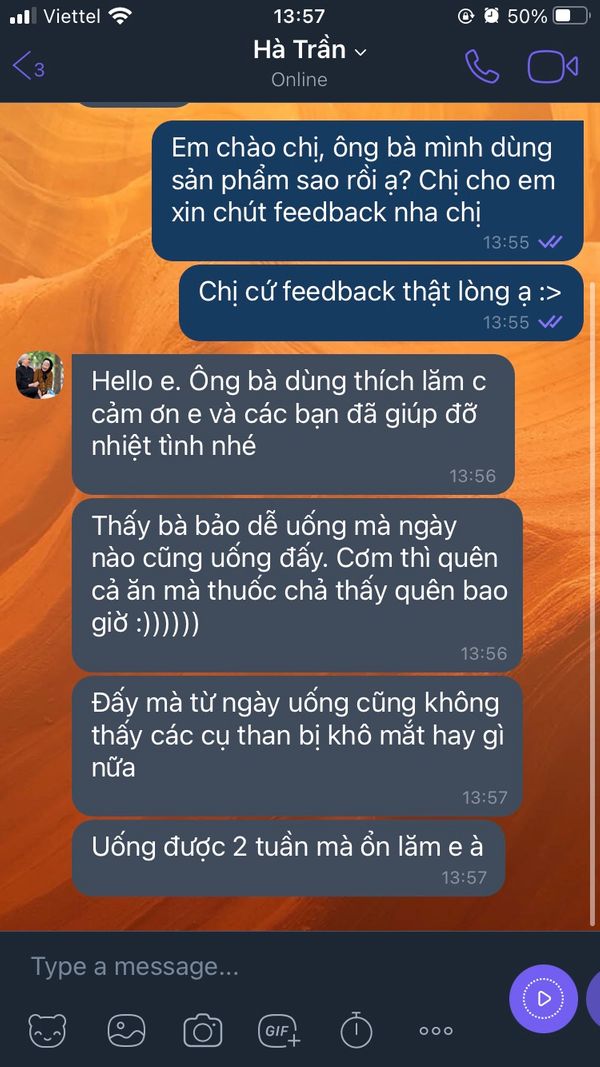 Viettel 13:57 50%
3 Hà Trần
Online
Em chào chị, ông bà mình dùng
sản phẩm sao rồi ạ? Chị cho em
xin chút feedback nha chị
13:55
Chị cứ feedback thật lòng ạ :>
13:55
Hello e. Ông bà dùng thích lăm c
cảm ơn e và các bạn đã giúp đỡ
nhiệt tình nhé
13:56
Thấy bà bảo dễ uống mà ngày
nào cũng uống đấy. Cơm thì quên
cả ăn mà thuốc chả thấy quên bao
giờ :))))))
13:56
Đấy mà từ ngày uống cũng không
thấy các cụ than bị khô mắt hay gì
nữa
13:57
Uống được 2 tuần mà ổn lăm e à
13:57
Type a message...
GIF